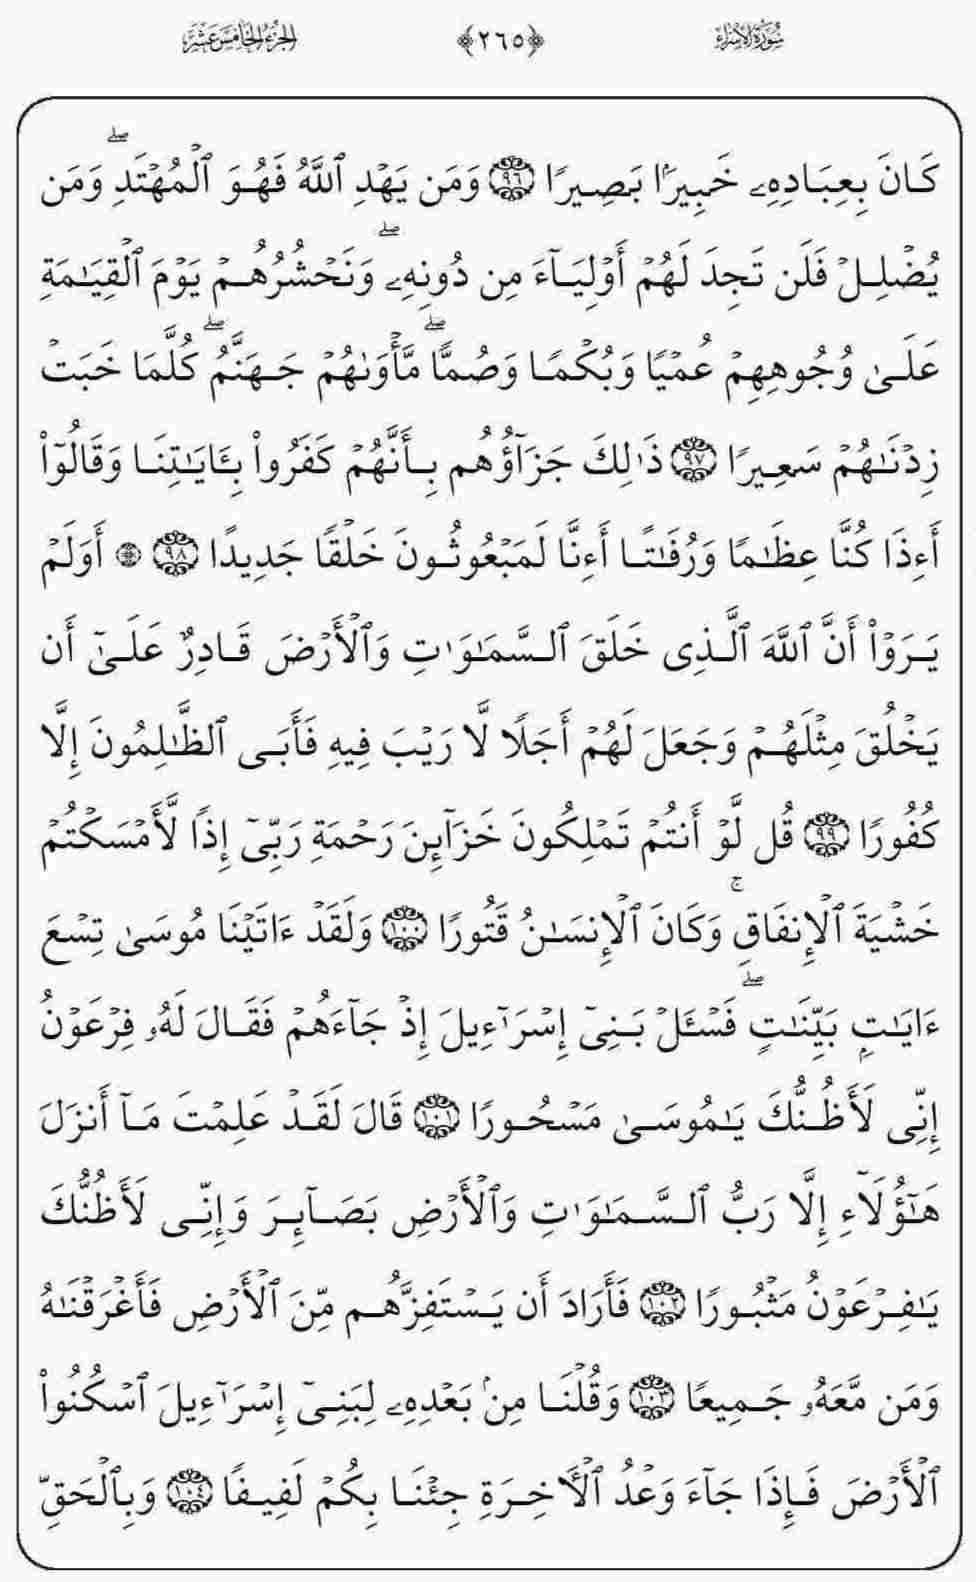 سُورَةُ الإِسْرَاءِ ﴿٢٦٥﴾ الجُزْءُ الخَامِسَ عَشَرَ
كَانَ بِعِبَادِهِۦ خَبِيرَۢا بَصِيرٗا ٩٦ وَمَن يَهۡدِ ٱللَّهُ فَهُوَ ٱلۡمُهۡتَدِۖ وَمَن
يُضۡلِلۡ فَلَن تَجِدَ لَهُمۡ أَوۡلِيَآءَ مِن دُونِهِۦۖ وَنَحۡشُرُهُمۡ يَوۡمَ ٱلۡقِيَٰمَةِ
عَلَىٰ وُجُوهِهِمۡ عُمۡيٗا وَبُكۡمٗا وَصُمّٗاۖ مَّأۡوَىٰهُمۡ جَهَنَّمُۖ كُلَّمَا خَبَتۡ
زِدۡنَٰهُمۡ سَعِيرٗا ٩٧ ذَٰلِكَ جَزَآؤُهُم بِأَنَّهُمۡ كَفَرُواْ بِـَٔايَٰتِنَا وَقَالُوٓاْ
أَءِذَا كُنَّا عِظَٰمٗا وَرُفَٰتًا أَءِنَّا لَمَبۡعُوثُونَ خَلۡقٗا جَدِيدًا ٩٨ ۞ أَوَلَمۡ
يَرَوۡاْ أَنَّ ٱللَّهَ ٱلَّذِي خَلَقَ ٱلسَّمَٰوَٰتِ وَٱلۡأَرۡضَ قَادِرٌ عَلَىٰٓ أَن
يَخۡلُقَ مِثۡلَهُمۡ وَجَعَلَ لَهُمۡ أَجَلٗا لَّا رَيۡبَ فِيهِ فَأَبَى ٱلظَّٰلِمُونَ إِلَّا
كُفُورٗا ٩٩ قُل لَّوۡ أَنتُمۡ تَمۡلِكُونَ خَزَآئِنَ رَحۡمَةِ رَبِّيٓ إِذٗا لَّأَمۡسَكۡتُمۡ
خَشۡيَةَ ٱلۡإِنفَاقِۚ وَكَانَ ٱلۡإِنسَٰنُ قَتُورٗا ١٠٠ وَلَقَدۡ ءَاتَيۡنَا مُوسَىٰ تِسۡعَ
ءَايَٰتِۭ بَيِّنَٰتٖۖ فَسۡـَٔلۡ بَنِيٓ إِسۡرَٰٓءِيلَ إِذۡ جَآءَهُمۡ فَقَالَ لَهُۥ فِرۡعَوۡنُ
إِنِّي لَأَظُنُّكَ يَٰمُوسَىٰ مَسۡحُورٗا ١٠١ قَالَ لَقَدۡ عَلِمۡتَ مَآ أَنزَلَ
هَٰٓؤُلَآءِ إِلَّا رَبُّ ٱلسَّمَٰوَٰتِ وَٱلۡأَرۡضِ بَصَآئِرَ وَإِنِّي لَأَظُنُّكَ
يَٰفِرۡعَوۡنُ مَثۡبُورٗا ١٠٢ فَأَرَادَ أَن يَسۡتَفِزَّهُم مِّنَ ٱلۡأَرۡضِ فَأَغۡرَقۡنَٰهُ
وَمَن مَّعَهُۥ جَمِيعٗا ١٠٣ وَقُلۡنَا مِنۢ بَعۡدِهِۦ لِبَنِيٓ إِسۡرَٰٓءِيلَ ٱسۡكُنُواْ
ٱلۡأَرۡضَ فَإِذَا جَآءَ وَعۡدُ ٱلۡأٓخِرَةِ جِئۡنَا بِكُمۡ لَفِيفٗا ١٠٤ وَبِٱلۡحَقِّ